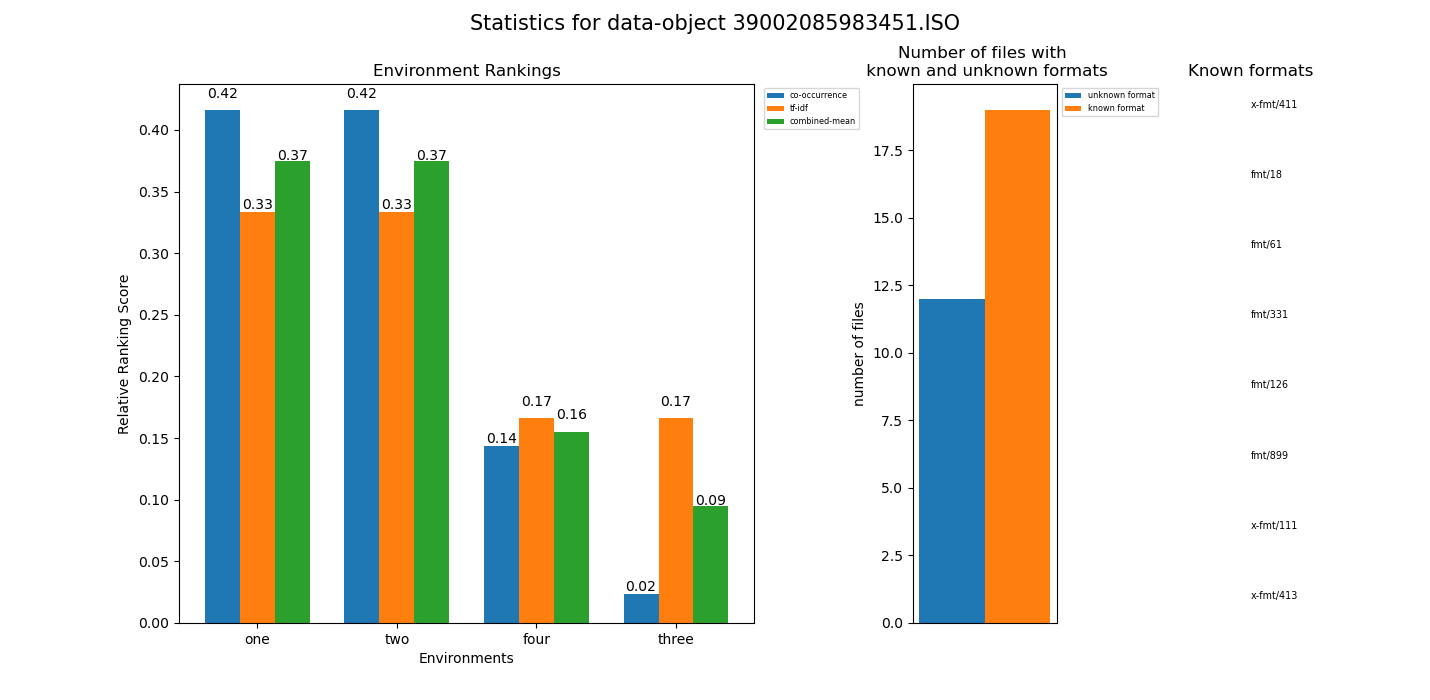 Statistics for data-object 39002085983451.ISO
Environment Rankings
0.42
0.33
0.37
0.42
0.33
0.37
0.14
0.17
0.16
0.02
0.17
0.09
0.40
0.35
0.30
0.25
0.20
0.15
0.10
0.05
0.00
Relative Ranking Score
one
two
four
three
Environments
co-occurrence
tf-idf
combined-mean
Number of files with
known and unknown formats
17.5
15.0
12.5
10.0
7.5
5.0
2.5
0.0
number of files
unknown format
known format
Known formats
x-fmt/411
fmt/18
fmt/61
fmt/331
fmt/126
fmt/899
x-fmt/111
x-fmt/413